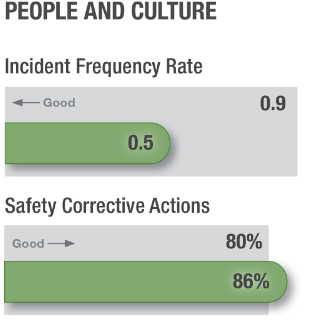 PEOPLE AND CULTURE
Incident Frequency Rate
Good 0.9
0.5
Safety Corrective Actions
Good 80%
86%